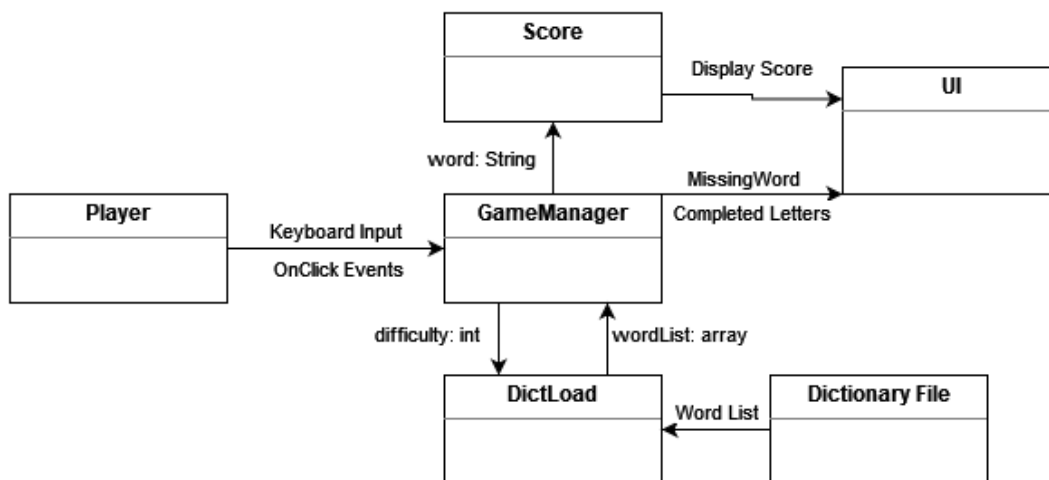 Score
Display Score
UI
word: String
MissingWord
Player
GameManager
Completed Letters
Keyboard Input
OnClick Events
difficulty: int
wordList: array
DictLoad
Word List
Dictionary File